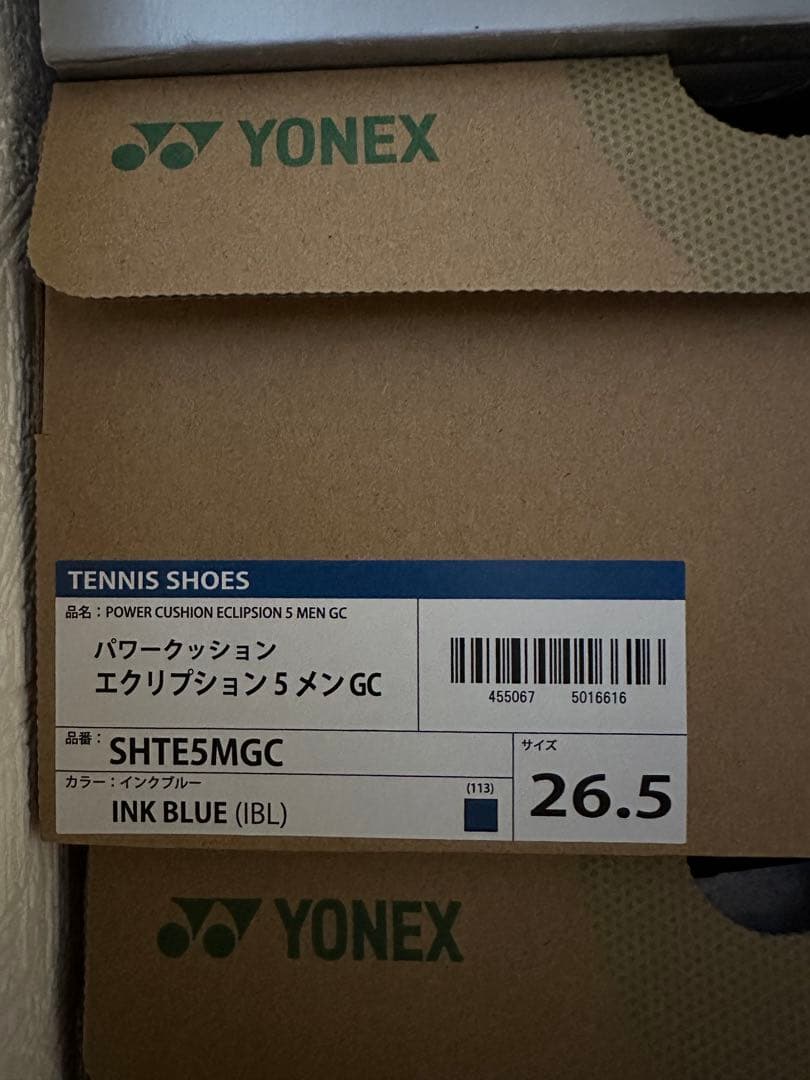 YONEX
TENNIS SHOES
品名：POWER CUSHION ECLIPSION 5 MEN GC
パワークッション
エクリプション 5 メン GC
455067 5016616
品番： SHTE5MGC
サイズ
26.5
カラー：インクブルー
INK BLUE (IBL)
(113)
YONEX